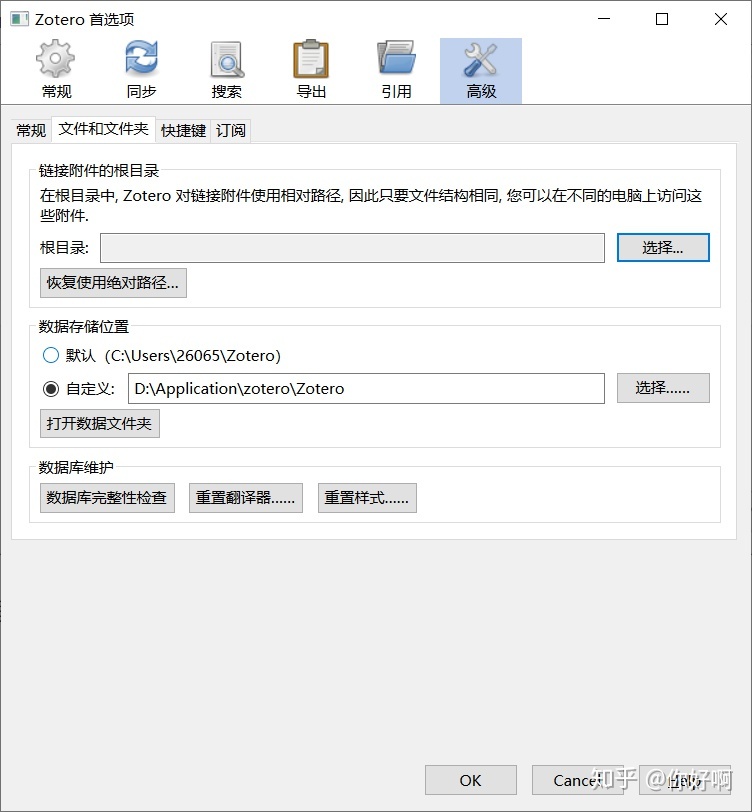 Zotero 首选项
常规 同步 搜索 导出 引用 高级
常规 文件和文件夹 快捷键 订阅
链接附件的根目录
在根目录中, Zotero 对链接附件使用相对路径, 因此只要文件结构相同, 您可以在不同的电脑上访问这
些附件.
根目录: 选择...
恢复使用绝对路径...
数据存储位置
默认（C:\Users\26065\Zotero）
自定义: D:\Application\zotero\Zotero 选择......
打开数据文件夹
数据库维护
数据库完整性检查 重置翻译器...... 重置样式......
OK Cancel Help
知乎 @你好啊